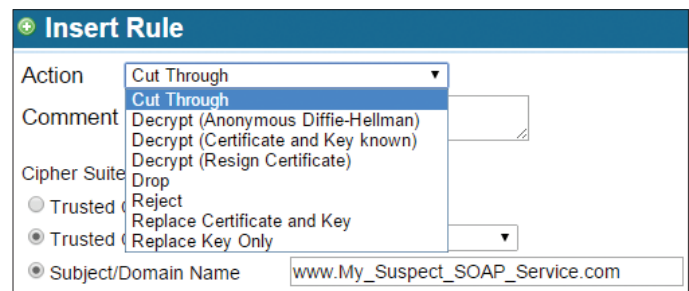 Insert Rule
Action Cut Through
Cut Through
Decrypt (Anonymous Diffie-Hellman)
Comment
Decrypt (Certificate and Key known)
Decrypt (Resign Certificate)
Cipher Suite
Drop
Reject
Trusted
Replace Certificate and Key
Trusted
Replace Key Only
Subject/Domain Name www.My_Suspect_SOAP_Service.com